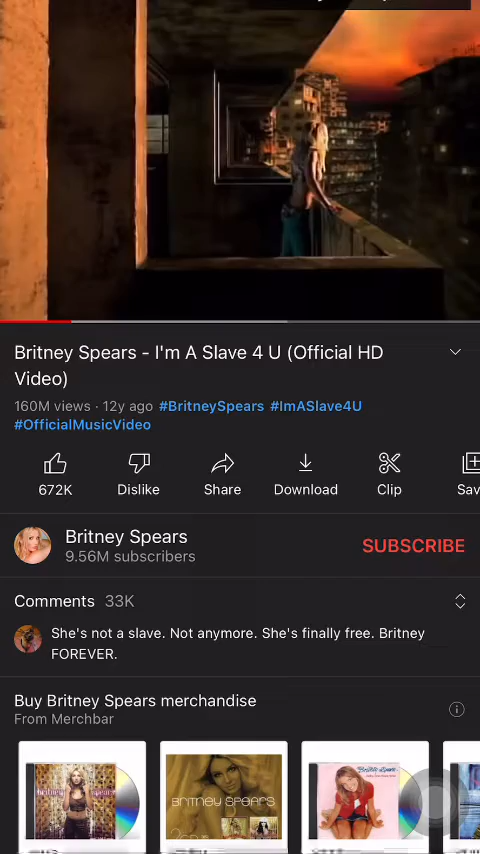 Britney Spears - I'm A Slave 4 U (Official HD
Video)
160M views · 12y ago #BritneySpears #ImASlave4U
#OfficialMusicVideo
672K
Dislike
Share
Download
Clip
Sav
Britney Spears
9.56M subscribers
SUBSCRIBE
Comments 33K
She's not a slave. Not anymore. She's finally free. Britney
FOREVER.
Buy Britney Spears merchandise
From Merchbar
BRITNEY SPEARS